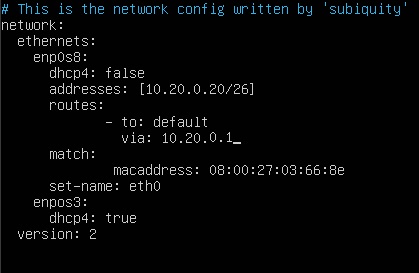 # This is the network config written by 'subiquity'
network:
  ethernets:
    enp0s8:
      dhcp4: false
      addresses: [10.20.0.20/26]
      routes:
             - to: default
               via: 10.20.0.1_
      match:
              macaddress: 08:00:27:03:66:8e
      set-name: eth0
    enpos3:
      dhcp4: true
  version: 2